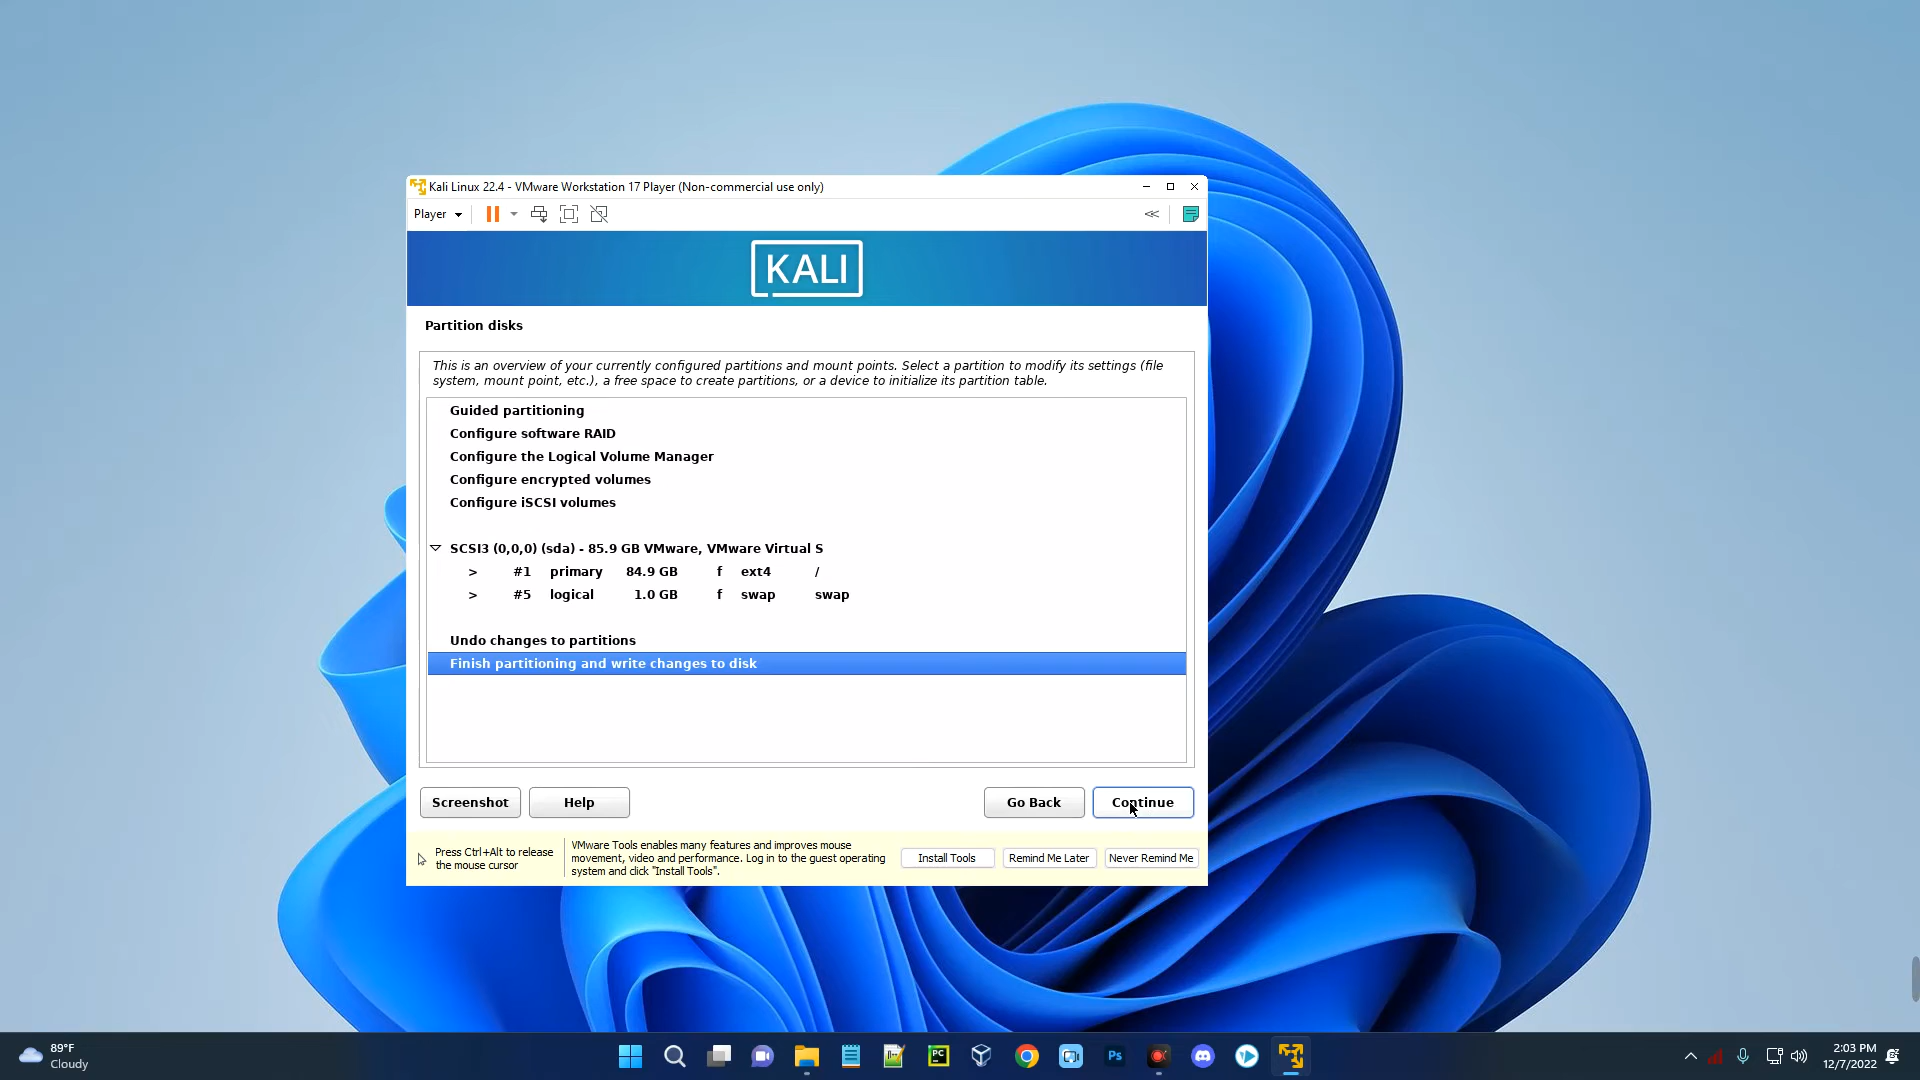 Kali Linux 22.4 - VMware Workstation 17 Player (Non-commercial use only)
Player
<<
KALI
Partition disks
This is an overview of your currently configured partitions and mount points. Select a partition to modify its settings (file
system, mount point, etc.), a free space to create partitions, or a device to initialize its partition table.
Guided partitioning
Configure software RAID
Configure the Logical Volume Manager
Configure encrypted volumes
Configure iSCSI volumes
SCSI3 (0,0,0) (sda) - 85.9 GB VMware, VMware Virtual S
> #1 primary 84.9 GB f ext4 /
> #5 logical 1.0 GB f swap swap
Undo changes to partitions
Finish partitioning and write changes to disk
Screenshot Help Go Back Continue
Press Ctrl+Alt to release
the mouse cursor
VMware Tools enables many features and improves mouse
movement, video and performance. Log in to the guest operating
system and click "Install Tools".
Install Tools Remind Me Later Never Remind Me
89°F
Cloudy
PC
Ps
2:03 PM
12/7/2022